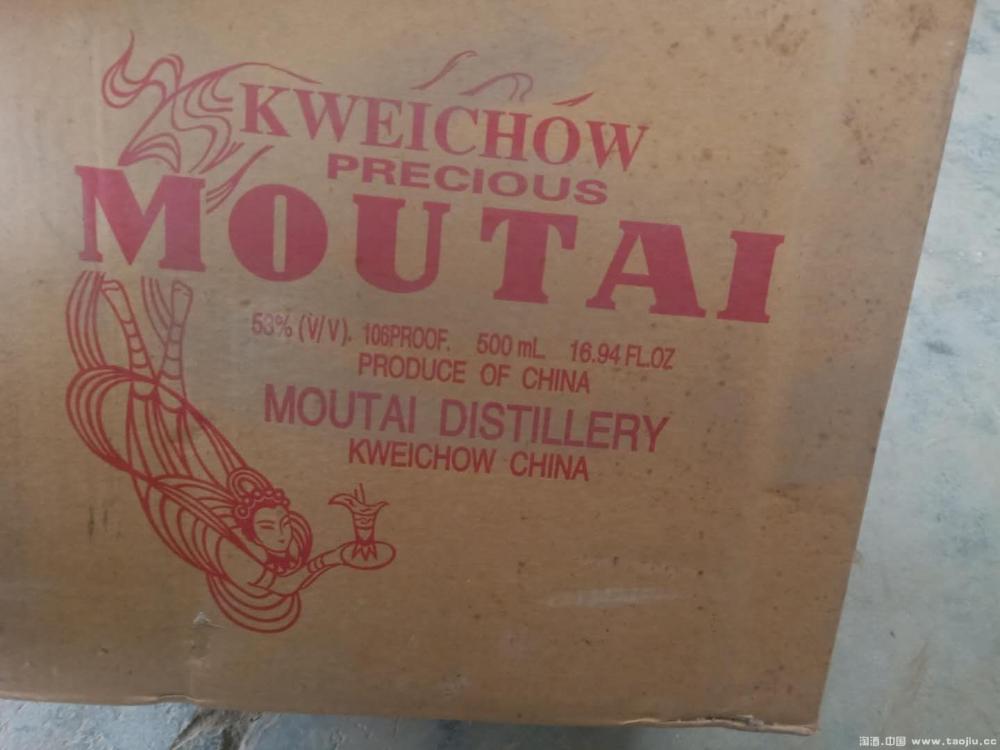 KWEICHOW
PRECIOUS
MOUTAI
53% (V/V). 106PROOF. 500 mL 16.94 FL.OZ
PRODUCE OF CHINA
MOUTAI DISTILLERY
KWEICHOW CHINA
淘酒.中国 www.taojiu.cc